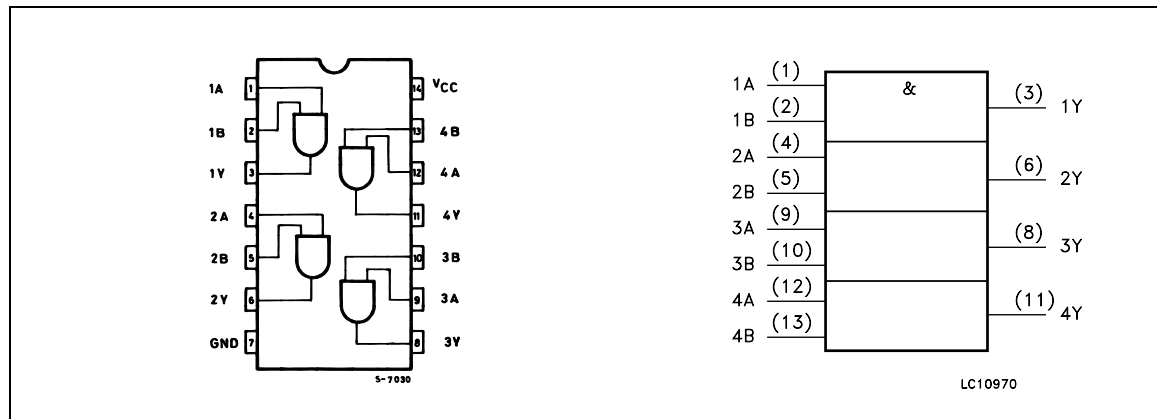 1A 1 14 VCC
1B 2 13 4B
1Y 3 12 4A
2A 4 11 4Y
2B 5 10 3B
2Y 6 9 3A
GND 7 8 3Y
S-7030
1A (1)
1B (2)
2A (4)
2B (5)
3A (9)
3B (10)
4A (12)
4B (13)
&
(3) 1Y
(6) 2Y
(8) 3Y
(11) 4Y
LC10970